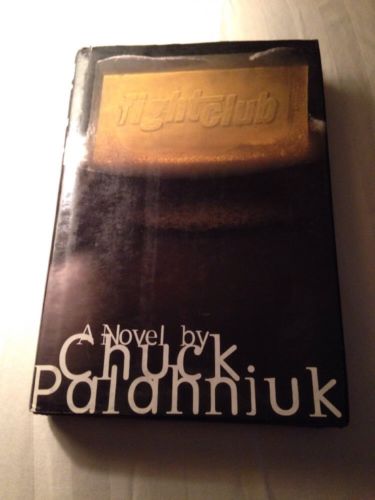 fight club
A Novel by
Chuck
Palahniuk